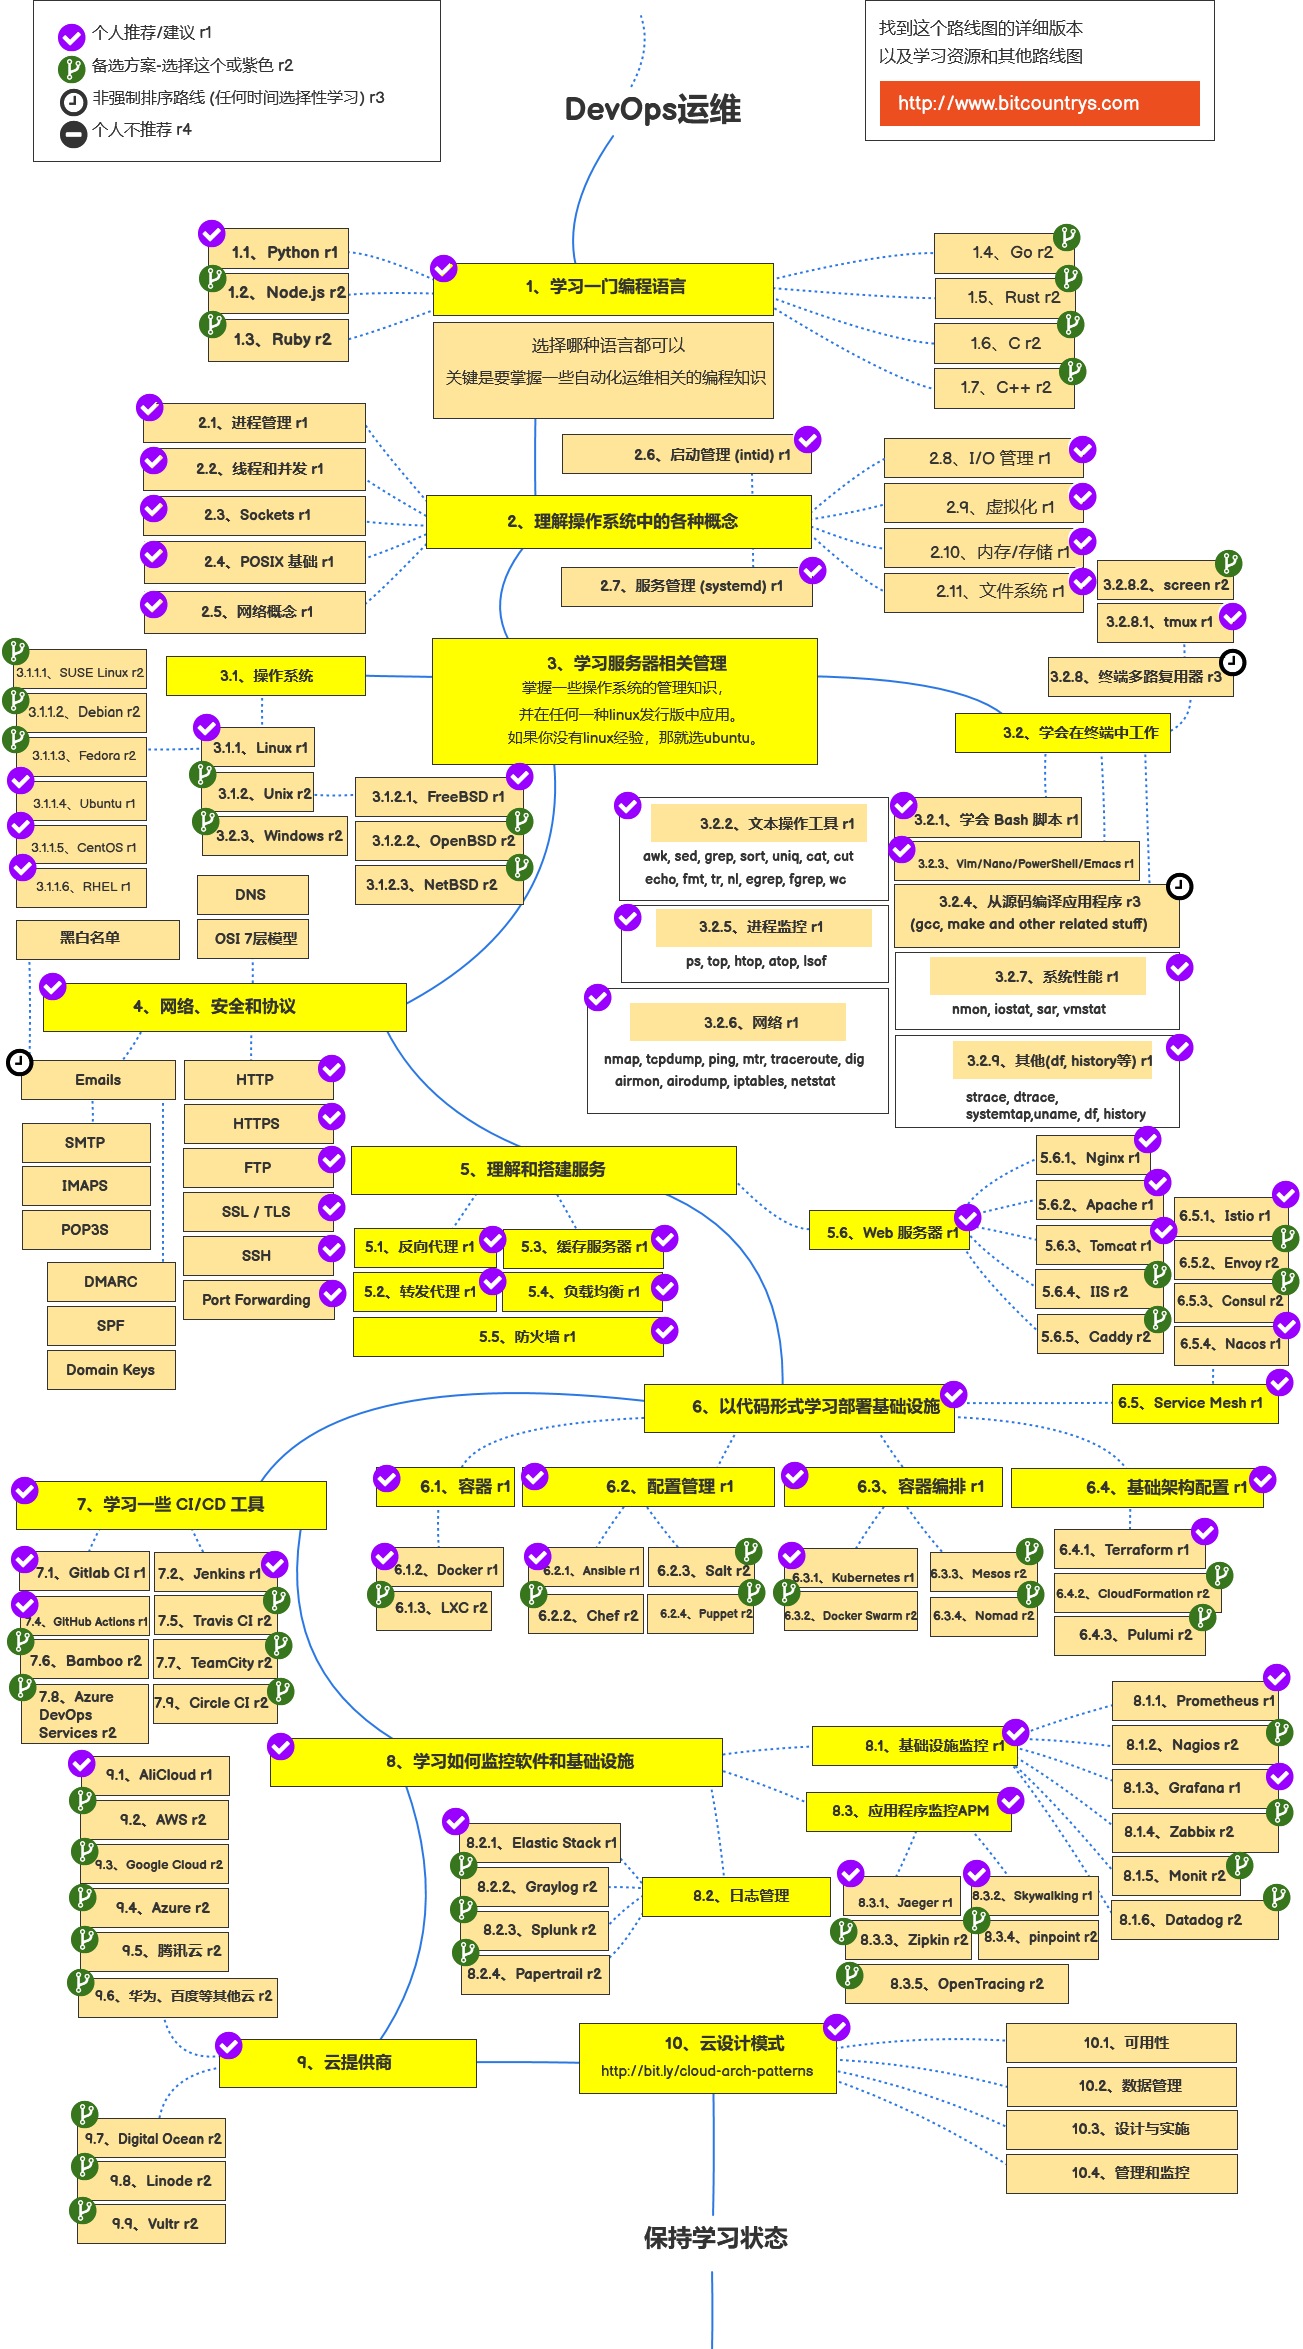 个人推荐/建议 r1
备选方案-选择这个或紫色 r2
非强制排序路线 (任何时间选择性学习) r3
个人不推荐 r4
找到这个路线图的详细版本
以及学习资源和其他路线图
http://www.bitcountrys.com
DevOps运维
1.1、Python r1
1.2、Node.js r2
1.3、Ruby r2
1、学习一门编程语言
选择哪种语言都可以
关键是要掌握一些自动化运维相关的编程知识
1.4、Go r2
1.5、Rust r2
1.6、C r2
1.7、C++ r2
2.1、进程管理 r1
2.2、线程和并发 r1
2.3、Sockets r1
2.4、POSIX 基础 r1
2.5、网络概念 r1
2.6、启动管理 (intid) r1
2、理解操作系统中的各种概念
2.7、服务管理 (systemd) r1
2.8、I/O 管理 r1
2.9、虚拟化 r1
2.10、内存/存储 r1
2.11、文件系统 r1
3.2.8.2、screen r2
3.2.8.1、tmux r1
3.2.8、终端多路复用器 r3
3.1.1.1、SUSE Linux r2
3.1.1.2、Debian r2
3.1.1.3、Fedora r2
3.1.1.4、Ubuntu r1
3.1.1.5、CentOS r1
3.1.1.6、RHEL r1
3.1、操作系统
3.1.1、Linux r1
3.1.2、Unix r2
3.2.3、Windows r2
3.1.2.1、FreeBSD r1
3.1.2.2、OpenBSD r2
3.1.2.3、NetBSD r2
3、学习服务器相关管理
掌握一些操作系统的管理知识，
并在任何一种linux发行版中应用。
如果你没有linux经验，那就选ubuntu。
3.2、学会在终端中工作
3.2.2、文本操作工具 r1
awk, sed, grep, sort, uniq, cat, cut
echo, fmt, tr, nl, egrep, fgrep, wc
3.2.5、进程监控 r1
ps, top, htop, atop, lsof
3.2.6、网络 r1
nmap, tcpdump, ping, mtr, traceroute, dig
airmon, airodump, iptables, netstat
3.2.1、学会 Bash 脚本 r1
3.2.3、Vim/Nano/PowerShell/Emacs r1
3.2.4、从源码编译应用程序 r3
(gcc, make and other related stuff)
3.2.7、系统性能 r1
nmon, iostat, sar, vmstat
3.2.9、其他(df, history等) r1
strace, dtrace,
systemtap,uname, df, history
DNS
OSI 7层模型
黑白名单
4、网络、安全和协议
Emails
SMTP
IMAPS
POP3S
DMARC
SPF
Domain Keys
HTTP
HTTPS
FTP
SSL / TLS
SSH
Port Forwarding
5、理解和搭建服务
5.1、反向代理 r1
5.2、转发代理 r1
5.3、缓存服务器 r1
5.4、负载均衡 r1
5.5、防火墙 r1
5.6、Web 服务器 r1
5.6.1、Nginx r1
5.6.2、Apache r1
5.6.3、Tomcat r1
5.6.4、IIS r2
5.6.5、Caddy r2
6.5.1、Istio r1
6.5.2、Envoy r2
6.5.3、Consul r2
6.5.4、Nacos r1
6.5、Service Mesh r1
6、以代码形式学习部署基础设施
6.1、容器 r1
6.1.2、Docker r1
6.1.3、LXC r2
6.2、配置管理 r1
6.2.1、Ansible r1
6.2.2、Chef r2
6.2.3、Salt r2
6.2.4、Puppet r2
6.3、容器编排 r1
6.3.1、Kubernetes r1
6.3.2、Docker Swarm r2
6.3.3、Mesos r2
6.3.4、Nomad r2
6.4、基础架构配置 r1
6.4.1、Terraform r1
6.4.2、CloudFormation r2
6.4.3、Pulumi r2
7、学习一些 CI/CD 工具
7.1、Gitlab CI r1
7.2、Jenkins r1
7.4、GitHub Actions r1
7.5、Travis CI r2
7.6、Bamboo r2
7.7、TeamCity r2
7.8、Azure
DevOps
Services r2
7.9、Circle CI r2
8、学习如何监控软件和基础设施
8.1、基础设施监控 r1
8.1.1、Prometheus r1
8.1.2、Nagios r2
8.1.3、Grafana r1
8.1.4、Zabbix r2
8.1.5、Monit r2
8.1.6、Datadog r2
8.3、应用程序监控APM
8.3.1、Jaeger r1
8.3.2、Skywalking r1
8.3.3、Zipkin r2
8.3.4、pinpoint r2
8.3.5、OpenTracing r2
8.2.1、Elastic Stack r1
8.2.2、Graylog r2
8.2.3、Splunk r2
8.2.4、Papertrail r2
8.2、日志管理
9.1、AliCloud r1
9.2、AWS r2
9.3、Google Cloud r2
9.4、Azure r2
9.5、腾讯云 r2
9.6、华为、百度等其他云 r2
9、云提供商
9.7、Digital Ocean r2
9.8、Linode r2
9.9、Vultr r2
10、云设计模式
http://bit.ly/cloud-arch-patterns
10.1、可用性
10.2、数据管理
10.3、设计与实施
10.4、管理和监控
保持学习状态